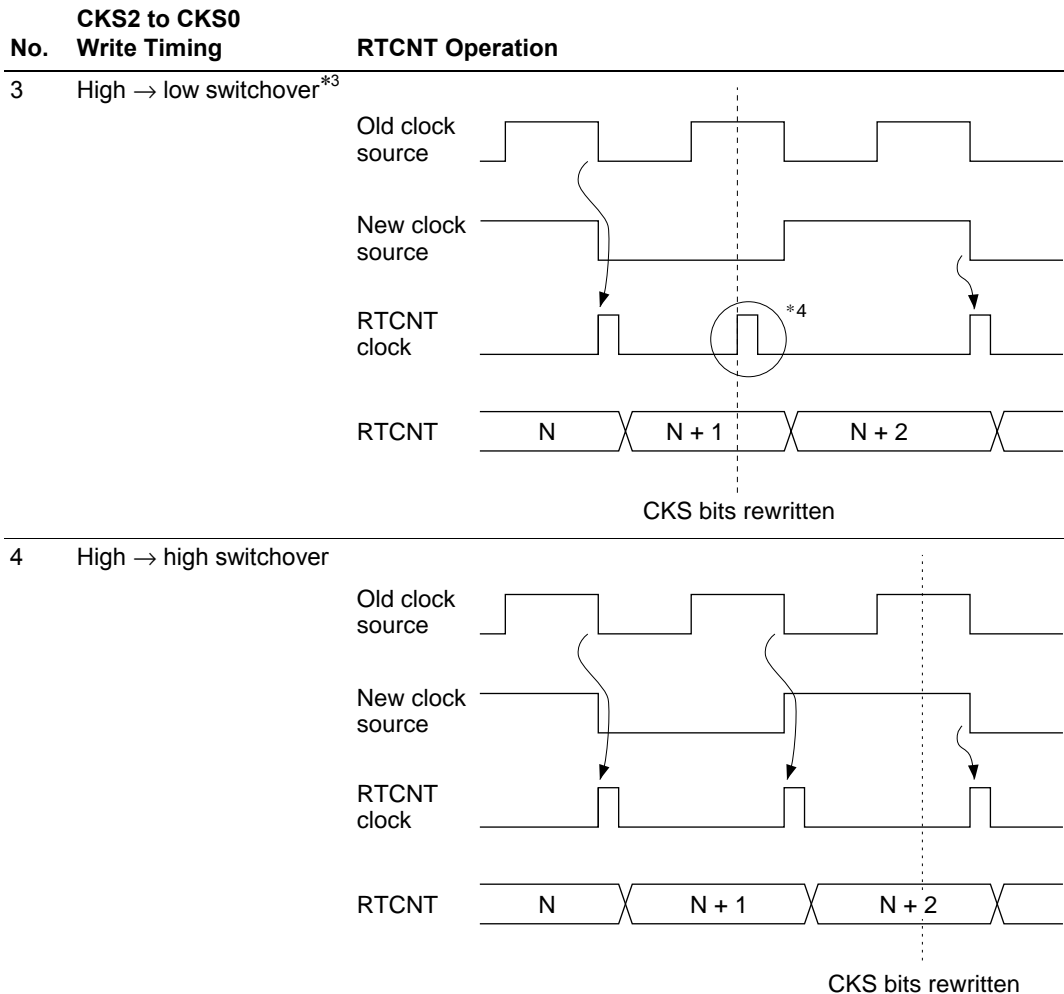 No. CKS2 to CKS0 Write Timing RTCNT Operation
3 High → low switchover*3
Old clock source
New clock source
RTCNT clock
*4
RTCNT N N + 1 N + 2
CKS bits rewritten
4 High → high switchover
Old clock source
New clock source
RTCNT clock
RTCNT N N + 1 N + 2
CKS bits rewritten